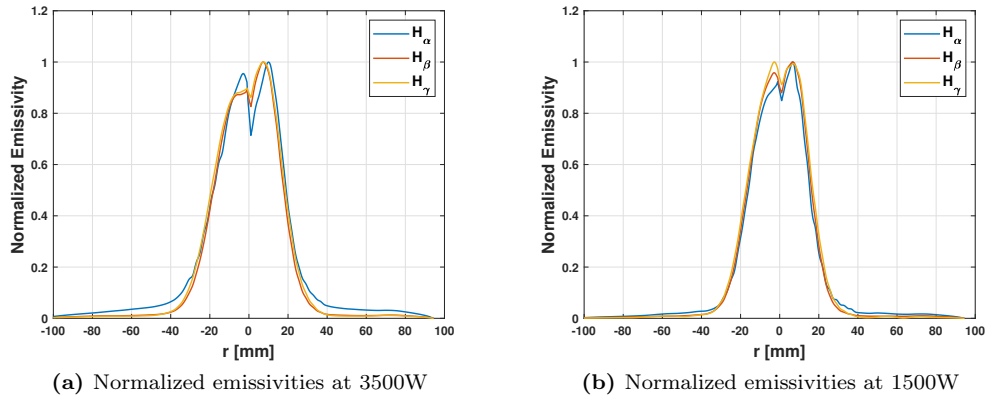 1.2
1
0.8
0.6
0.4
0.2
0
-100 -80 -60 -40 -20 0 20 40 60 80 100
Normalized Emissivity
r [mm]
Hα
Hβ
Hγ
(a) Normalized emissivities at 3500W
1.2
1
0.8
0.6
0.4
0.2
0
-100 -80 -60 -40 -20 0 20 40 60 80 100
Normalized Emissivity
r [mm]
Hα
Hβ
Hγ
(b) Normalized emissivities at 1500W